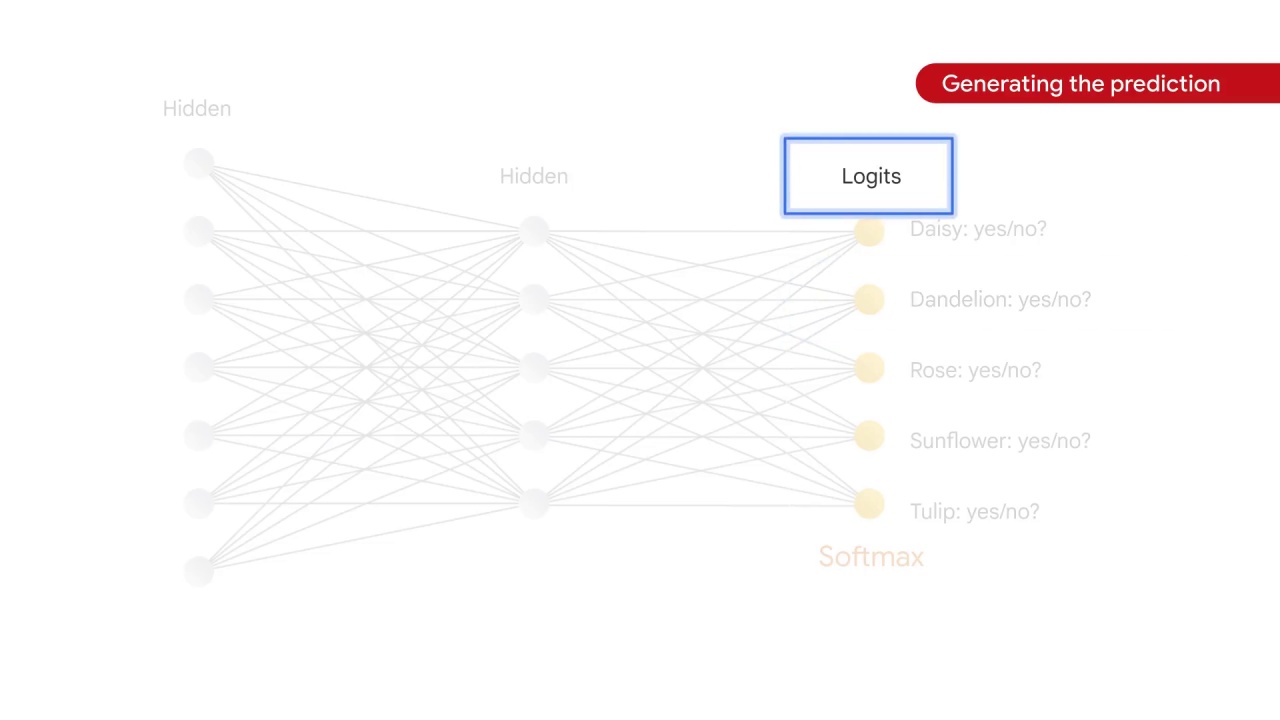 Generating the prediction
Hidden
Hidden
Logits
Daisy: yes/no?
Dandelion: yes/no?
Rose: yes/no?
Sunflower: yes/no?
Tulip: yes/no?
Softmax